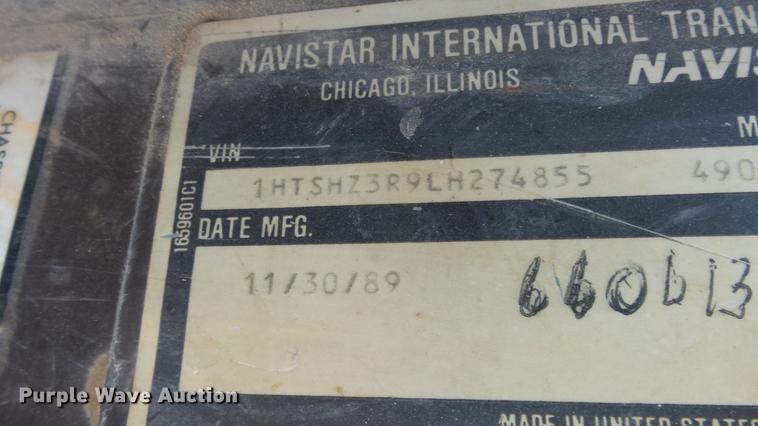 NAVISTAR INTERNATIONAL TRAN
CHICAGO, ILLINOIS
NAVIS
VIN
M
1HTSHZ3R9LH274855
490
1659601C1
DATE MFG.
11/30/89
660613
MADE IN UNITED STATES
CHASS
Purple Wave Auction